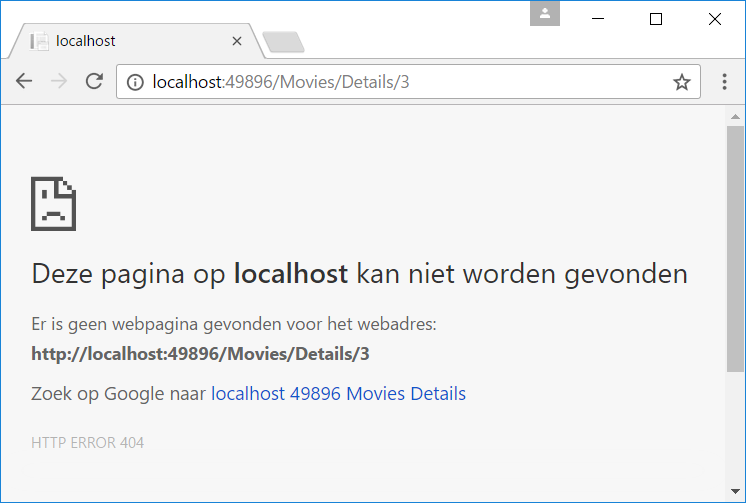 localhost
localhost:49896/Movies/Details/3
Deze pagina op localhost kan niet worden gevonden
Er is geen webpagina gevonden voor het webadres:
http://localhost:49896/Movies/Details/3
Zoek op Google naar localhost 49896 Movies Details
HTTP ERROR 404